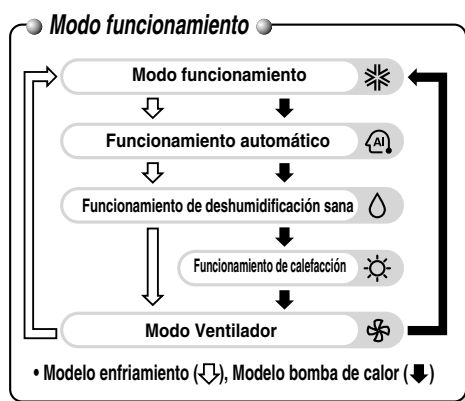 Modo funcionamiento
Modo funcionamiento
Funcionamiento automático
AI
Funcionamiento de deshumidificación sana
Funcionamiento de calefacción
Modo Ventilador
• Modelo enfriamiento (⇩), Modelo bomba de calor (⬇)